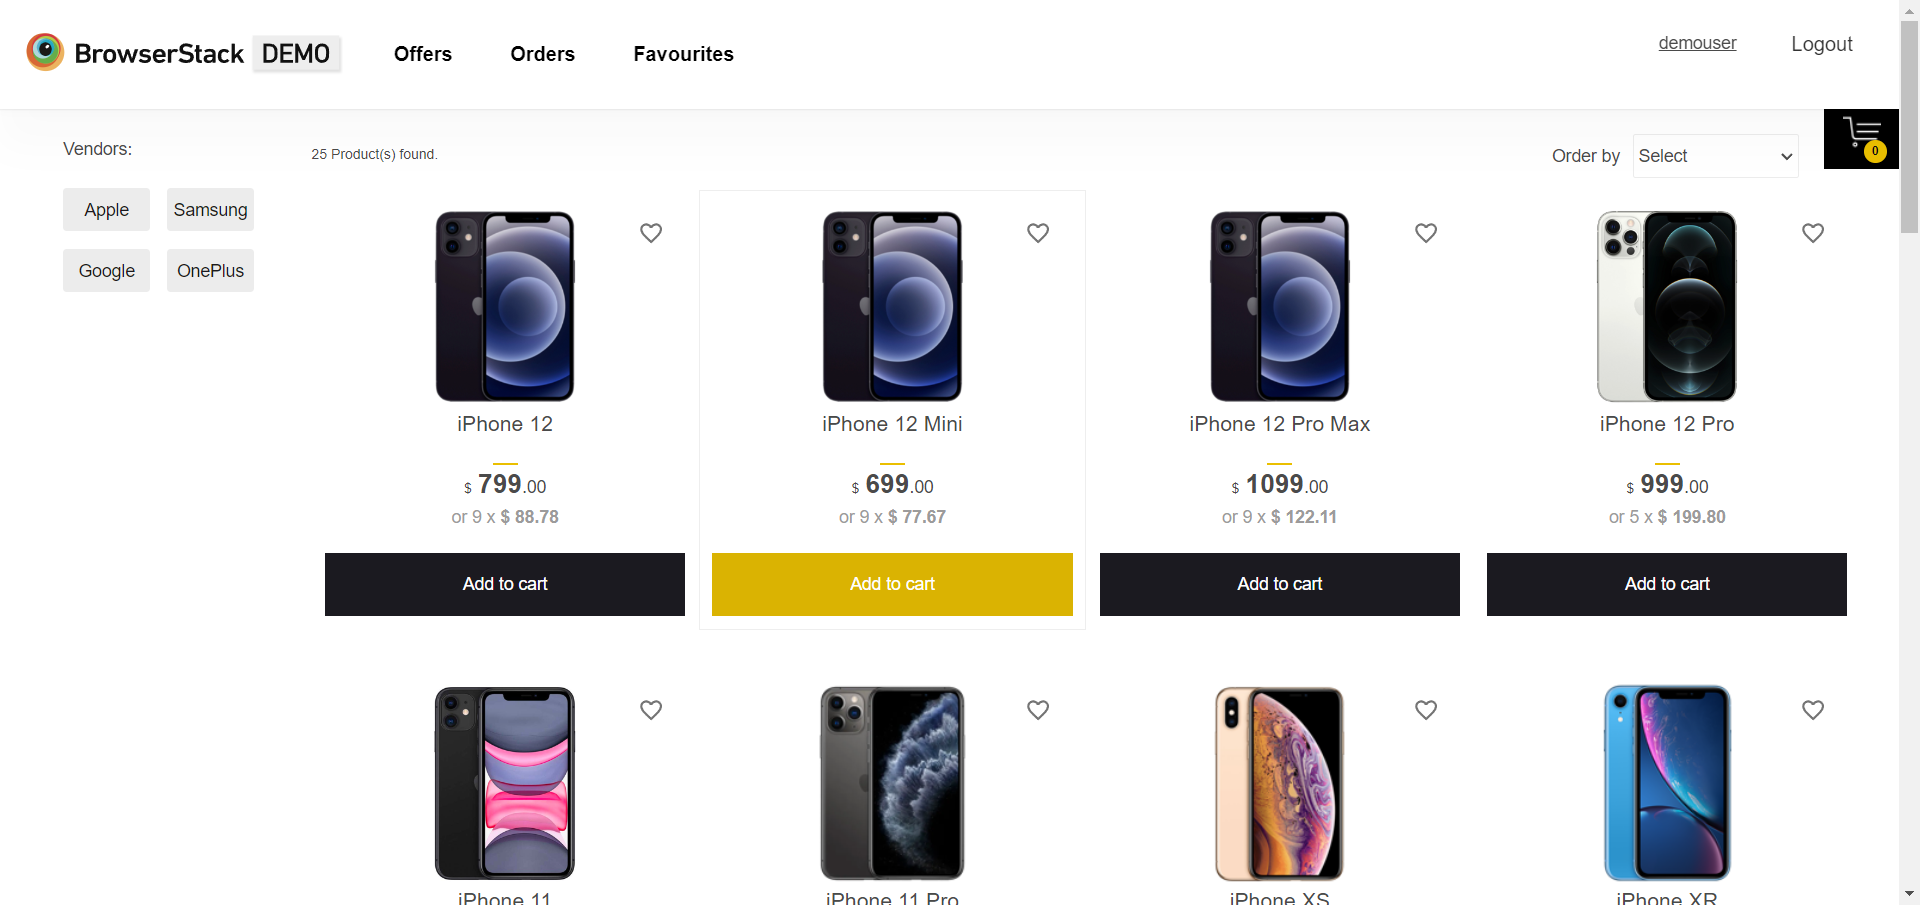 BrowserStack DEMO
Offers
Orders
Favourites
demouser
Logout
Vendors:
25 Product(s) found.
Order by
Select
0
Apple
Samsung
Google
OnePlus
iPhone 12
$ 799.00
or 9 x $ 88.78
Add to cart
iPhone 12 Mini
$ 699.00
or 9 x $ 77.67
Add to cart
iPhone 12 Pro Max
$ 1099.00
or 9 x $ 122.11
Add to cart
iPhone 12 Pro
$ 999.00
or 5 x $ 199.80
Add to cart
iPhone 11
iPhone 11 Pro
iPhone XS
iPhone XR